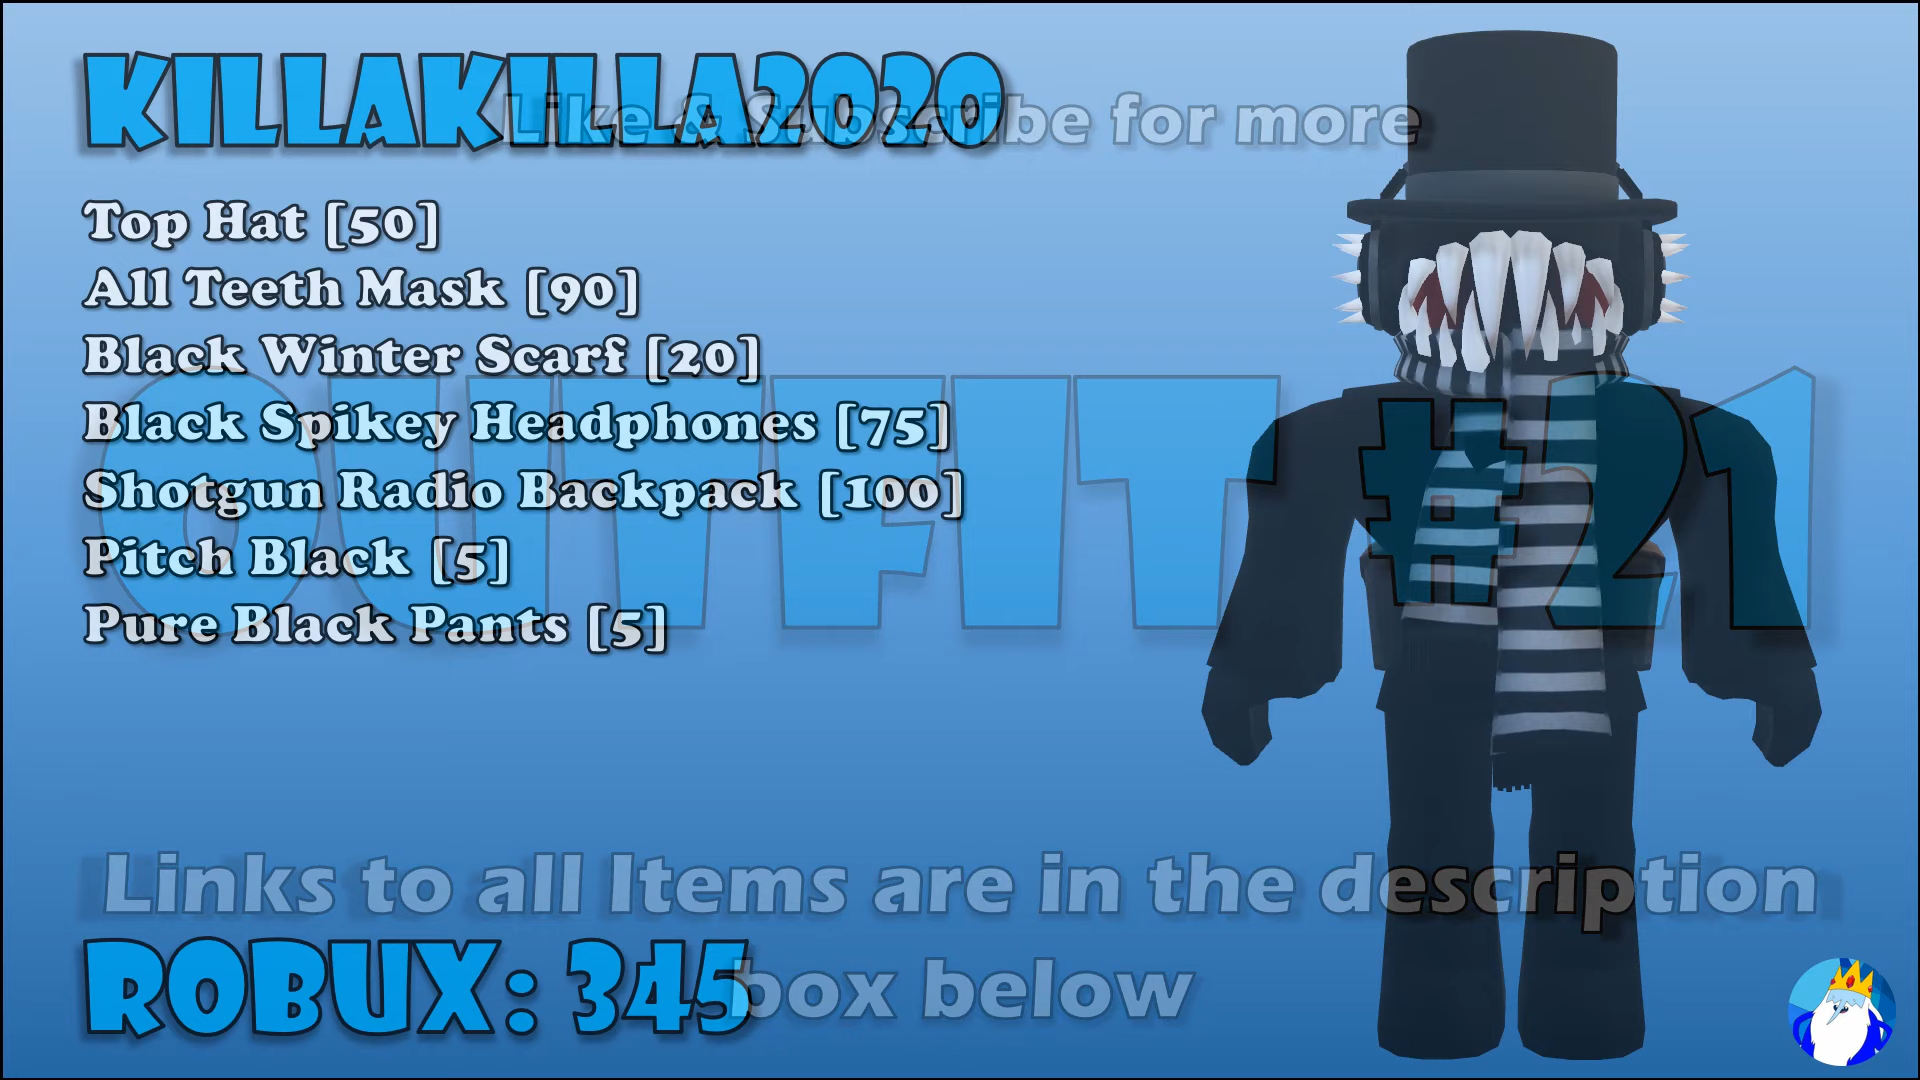 KILLAKILLA2020
Like & Subscribe for more
Top Hat [50]
All Teeth Mask [90]
Black Winter Scarf [20]
Black Spikey Headphones [75]
Shotgun Radio Backpack [100]
Pitch Black [5]
Pure Black Pants [5]
OUTFIT #21
Links to all Items are in the description
box below
ROBUX: 345